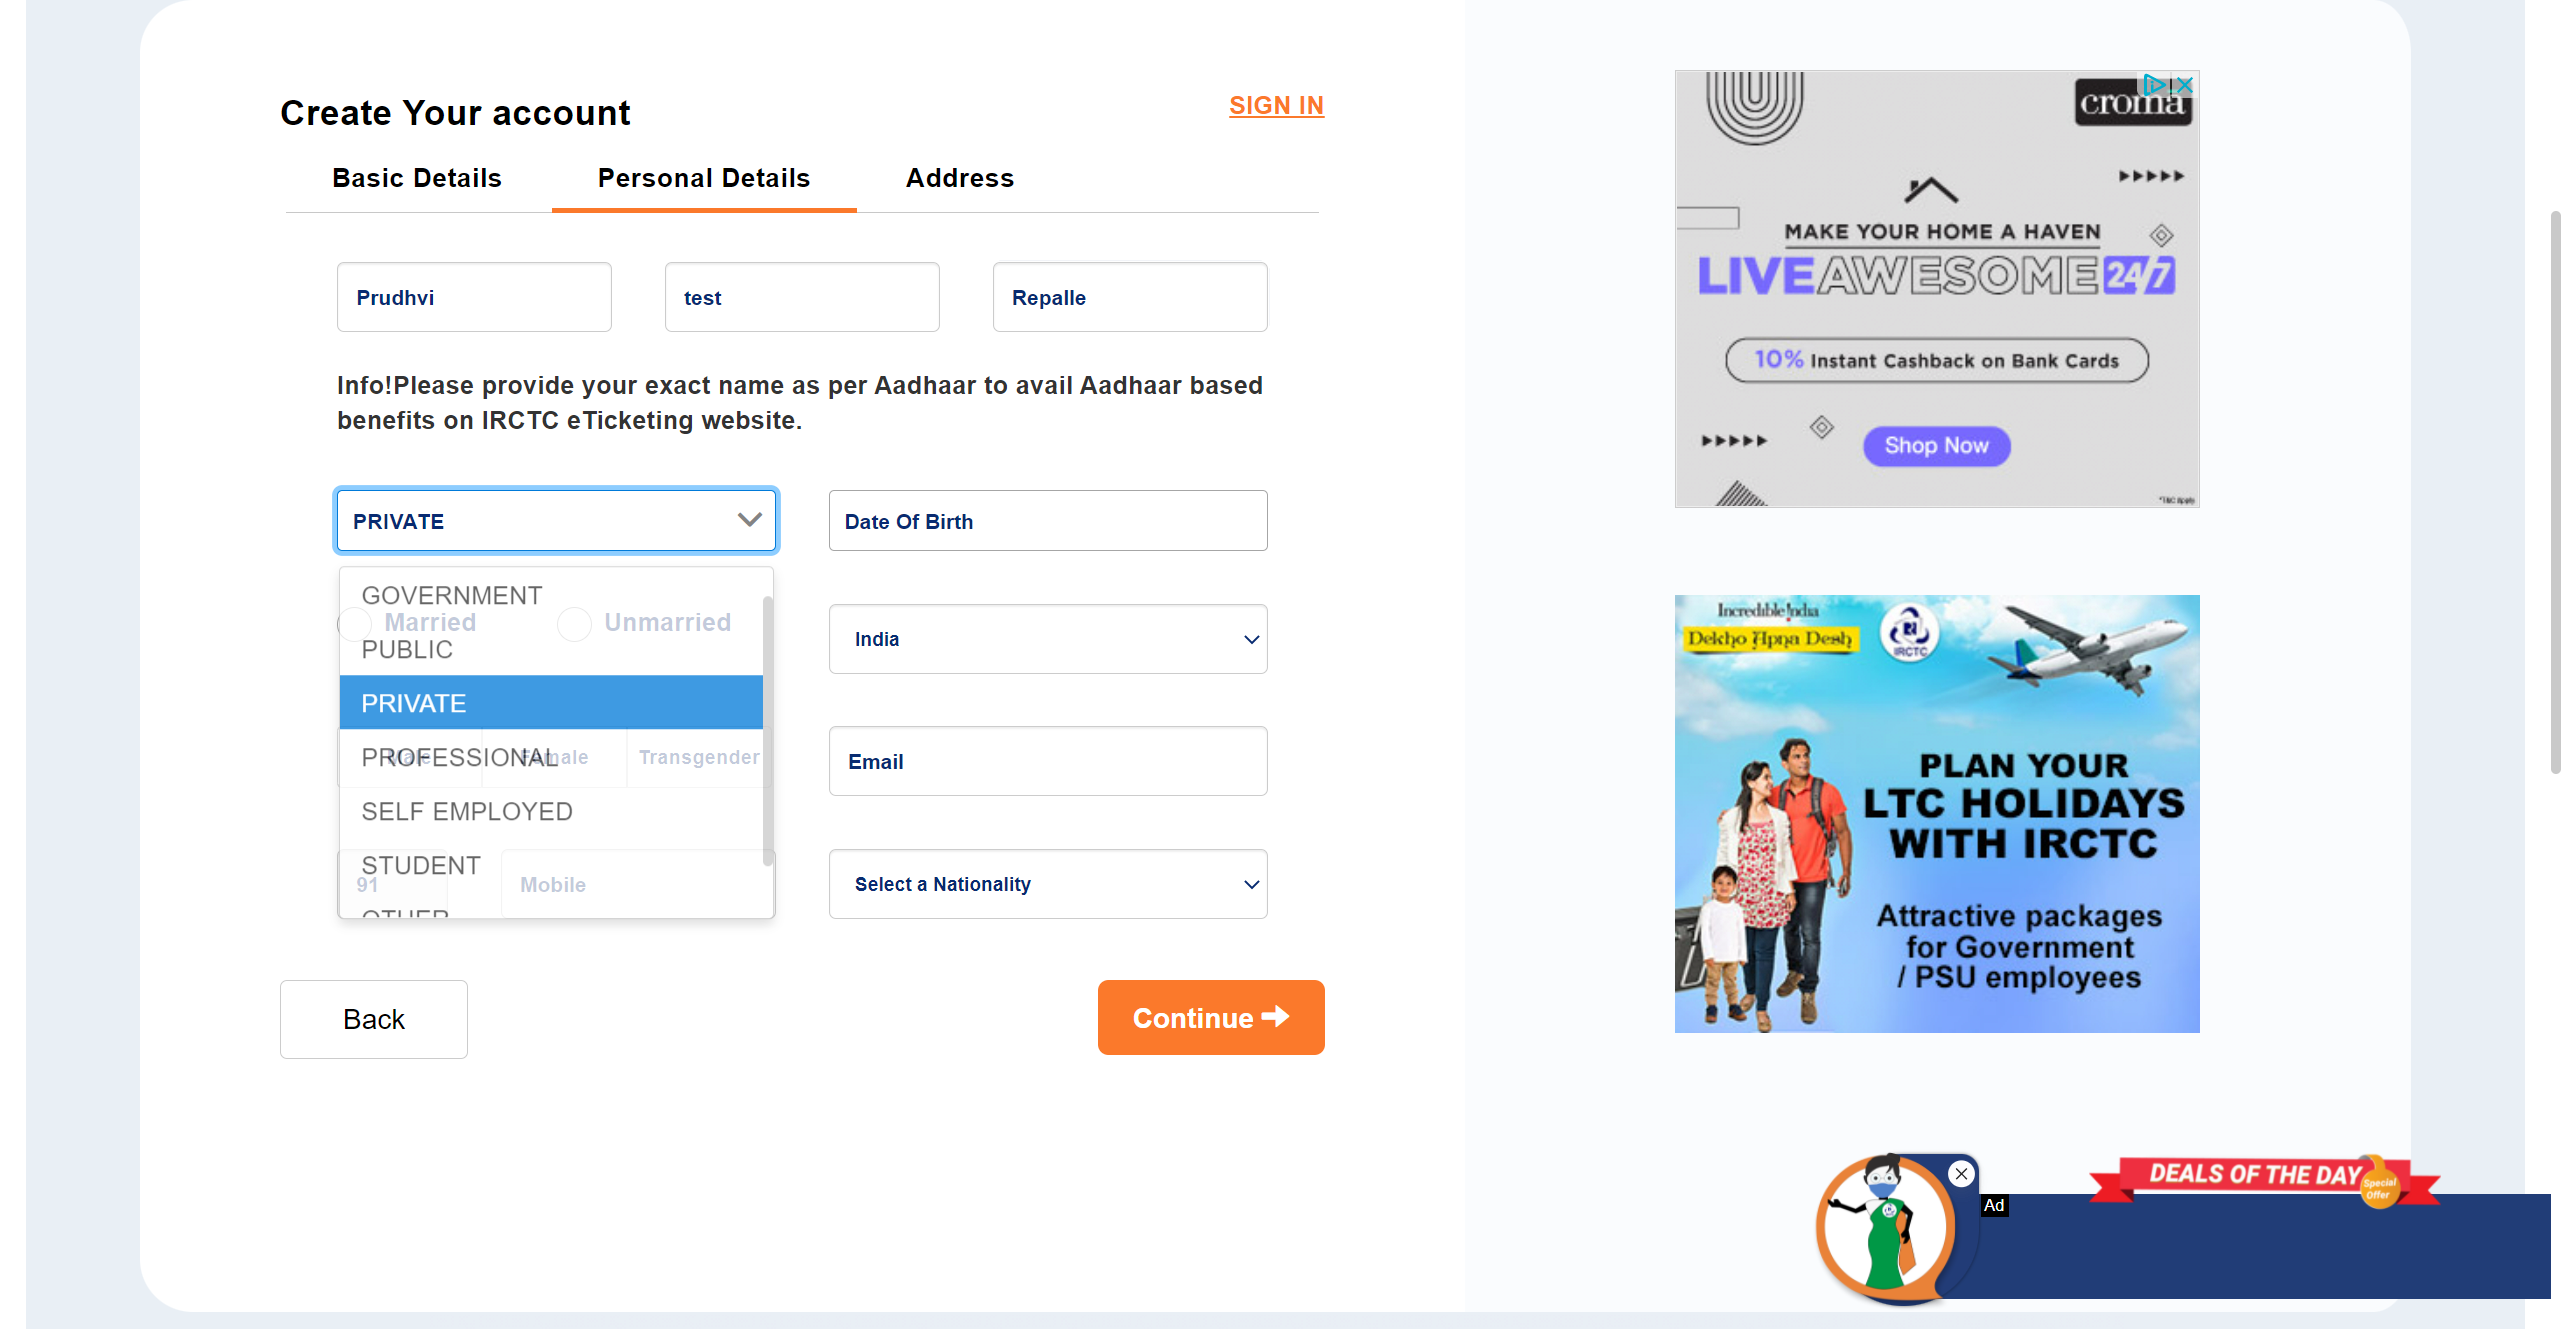 Create Your account
SIGN IN
Basic Details
Personal Details
Address
Prudhvi
test
Repalle
Info!Please provide your exact name as per Aadhaar to avail Aadhaar based
benefits on IRCTC eTicketing website.
PRIVATE
Date Of Birth
GOVERNMENT
Married
Unmarried
PUBLIC
India
PRIVATE
PROFESSIONAL
Male
Female
Transgender
Email
SELF EMPLOYED
STUDENT
91
Mobile
OTHER
Select a Nationality
Back
Continue
croma
MAKE YOUR HOME A HAVEN
LIVEAWESOME24/7
10% Instant Cashback on Bank Cards
Shop Now
*T&C Apply
Incredible !ndia
Dekho Apna Desh
IRCTC
PLAN YOUR
LTC HOLIDAYS
WITH IRCTC
Attractive packages
for Government
/ PSU employees
DEALS OF THE DAY
Special
Offer
Ad